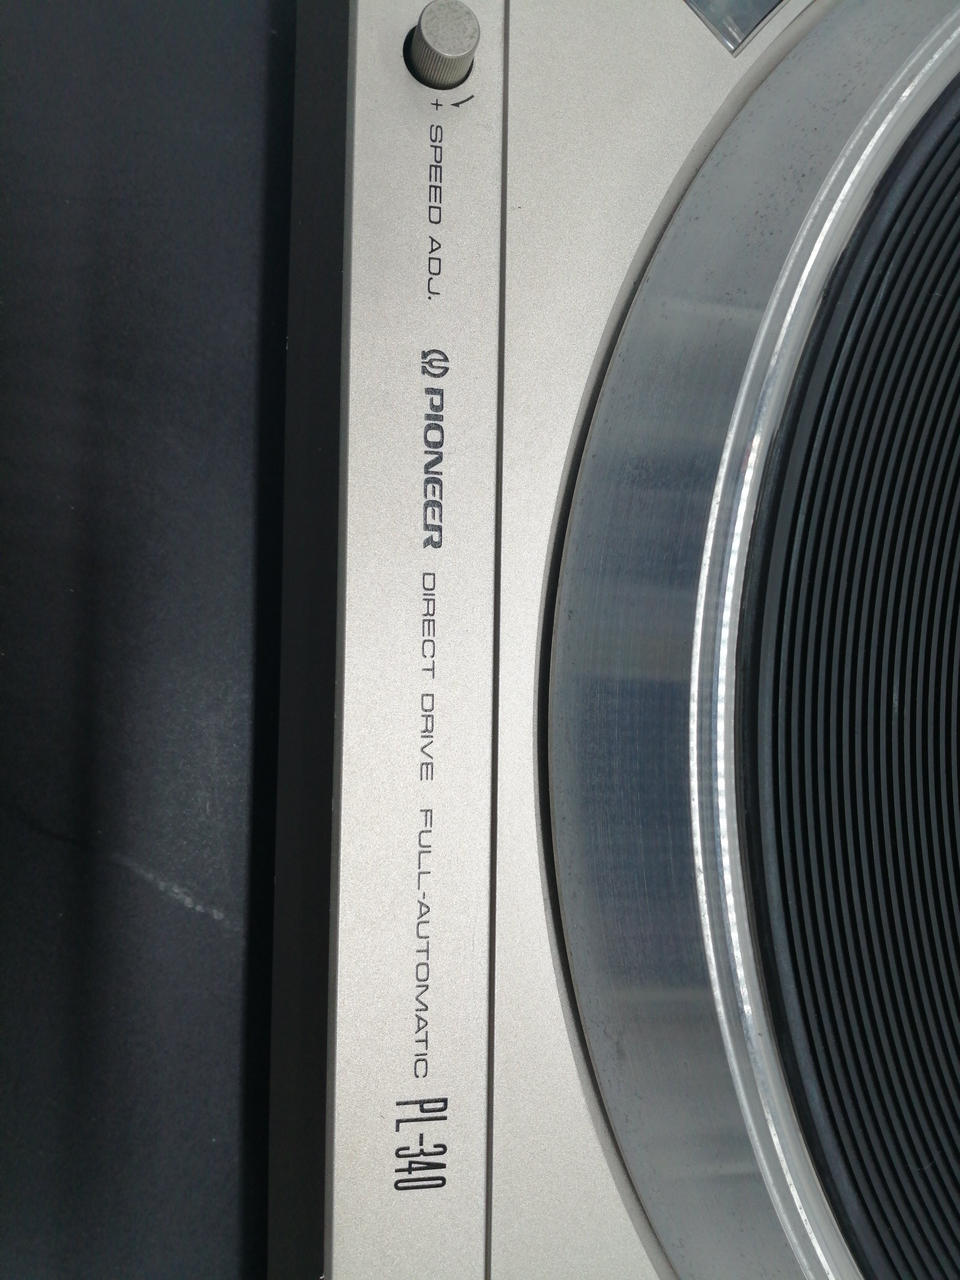 + SPEED ADJ. PIONEER DIRECT DRIVE FULL-AUTOMATIC PL-340